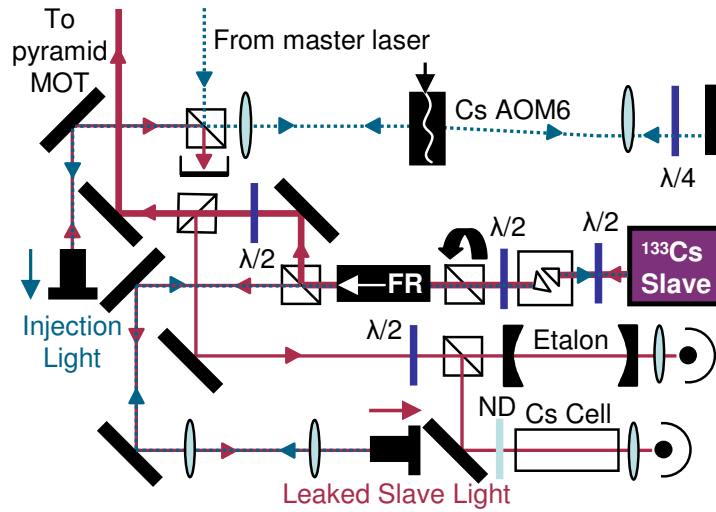 To
pyramid
MOT
From master laser
Cs AOM6
λ/4
λ/2
λ/2
λ/2
¹³³Cs
Slave
FR
Injection
Light
λ/2
Etalon
ND
Cs Cell
Leaked Slave Light